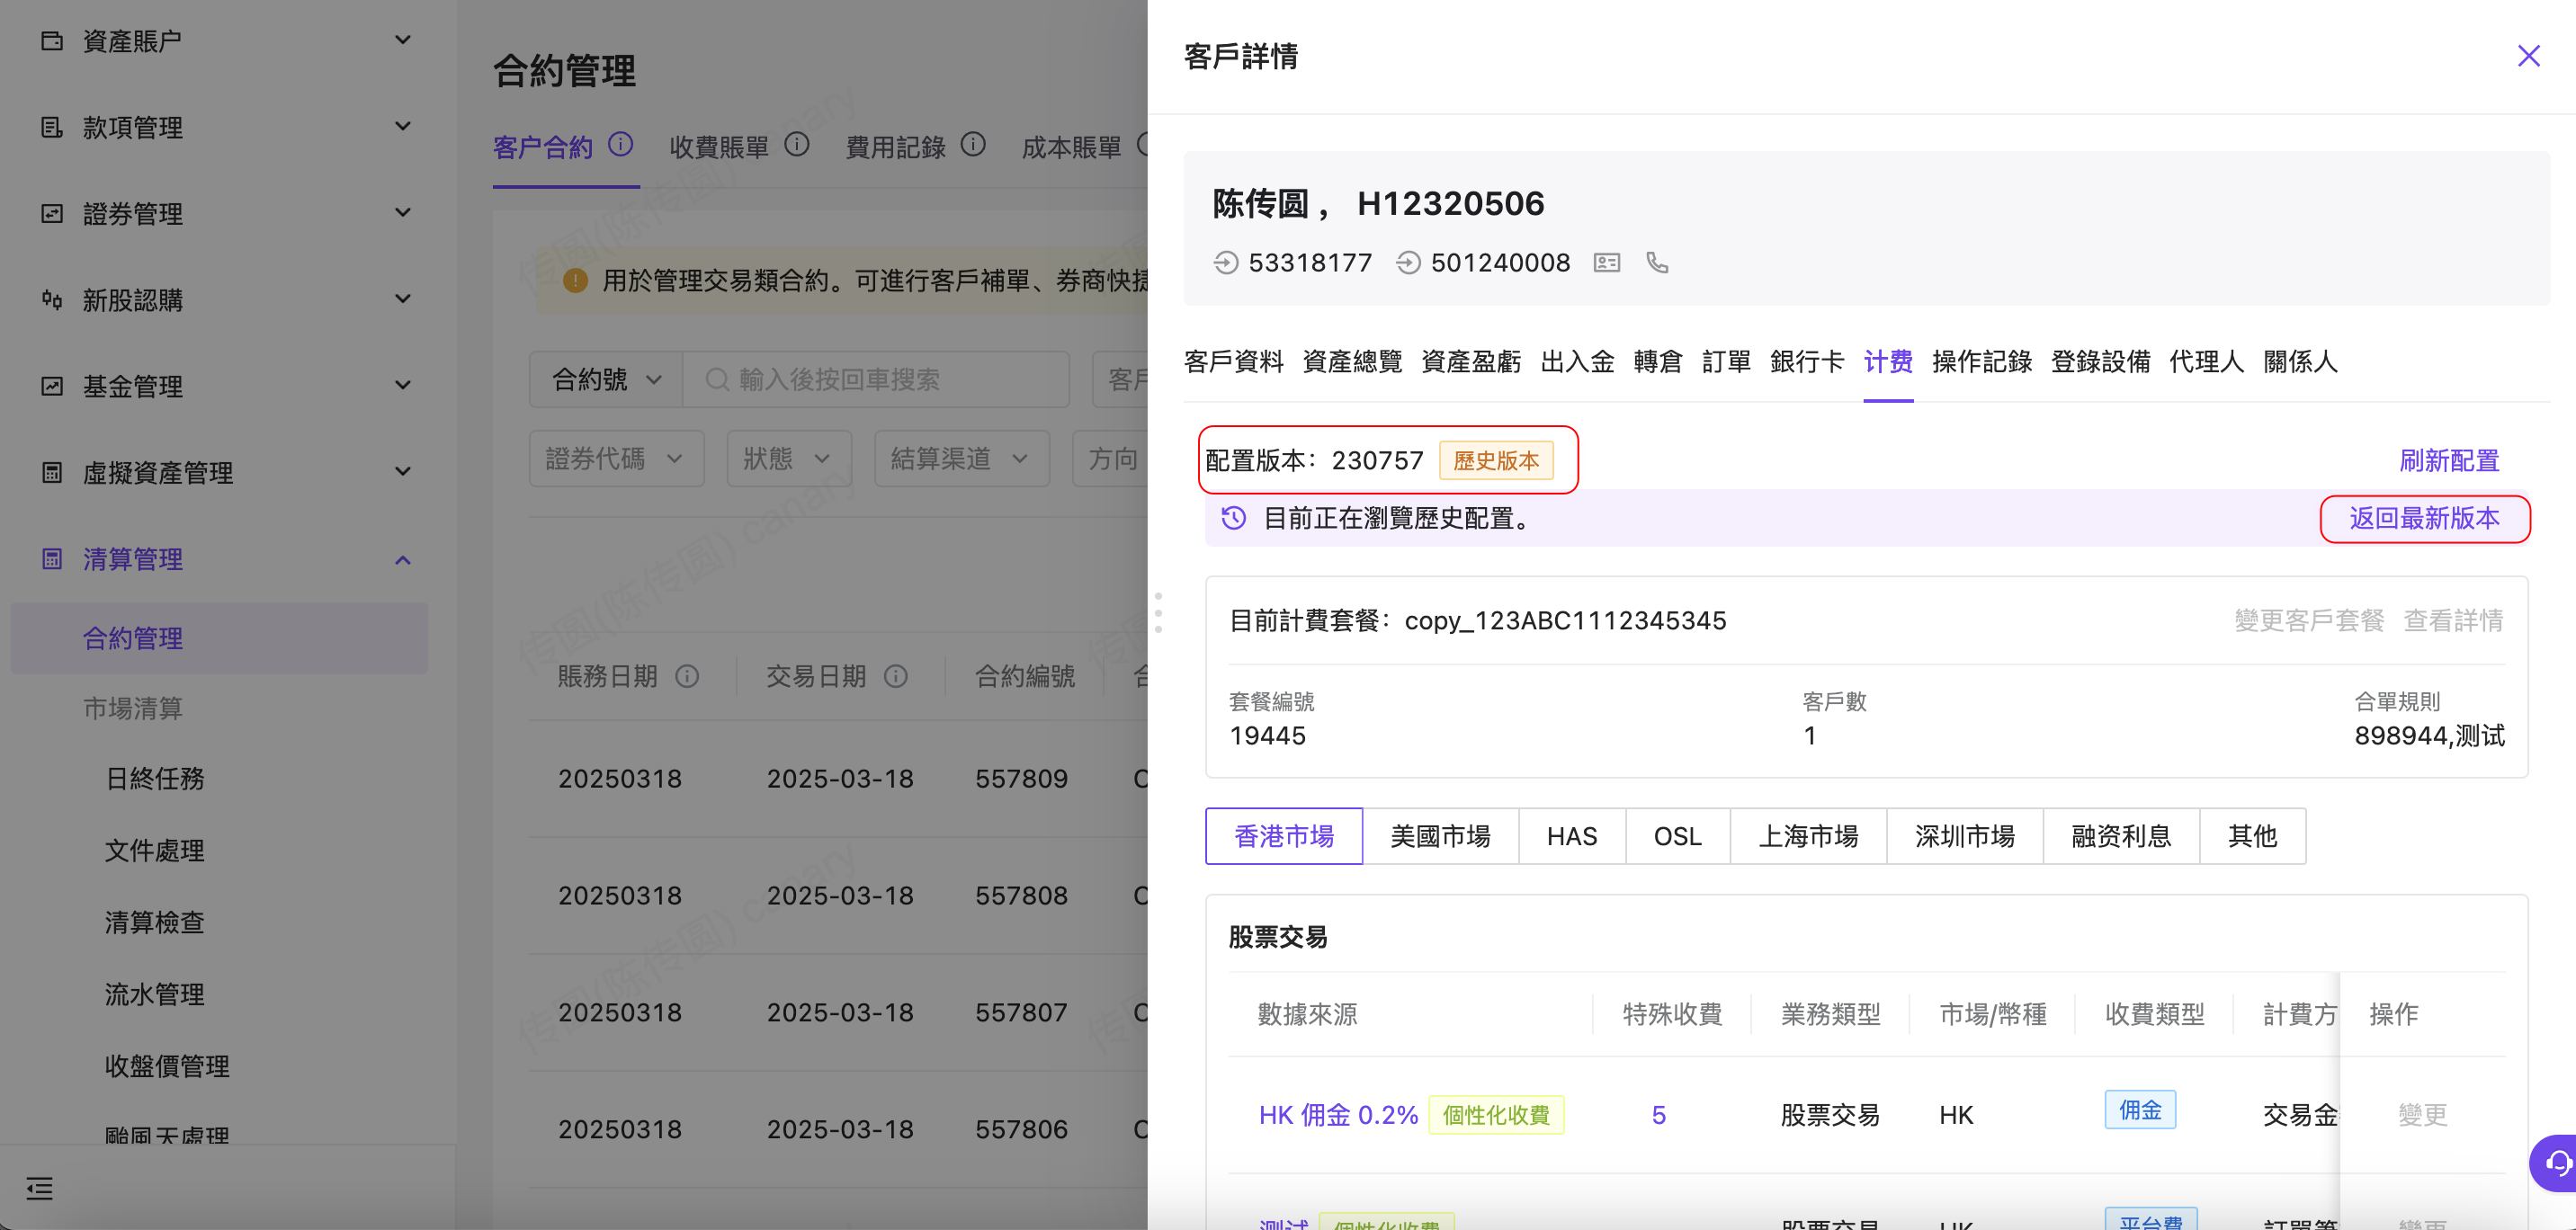 資產賬户
款項管理
證券管理
新股認購
基金管理
虛擬資產管理
清算管理
合約管理
市場清算
日終任務
文件處理
清算檢查
流水管理
收盤價管理
颱風天處理
合約管理
客户合約 收費賬單 費用記錄 成本賬單
用於管理交易類合約。可進行客戶補單、券商快捷
合約號 輸入後按回車搜索 客戶
證券代碼 狀態 結算渠道 方向
賬務日期 交易日期 合約編號 合
20250318 2025-03-18 557809 C
20250318 2025-03-18 557808 C
20250318 2025-03-18 557807 C
20250318 2025-03-18 557806 C
传圆(陈传圆) canary
客戶詳情
陈传圆， H12320506
53318177 501240008
客戶資料 資產總覽 資產盈虧 出入金 轉倉 訂單 銀行卡 计费 操作記錄 登錄設備 代理人 關係人
配置版本：230757 歷史版本 刷新配置
目前正在瀏覽歷史配置。 返回最新版本
目前計費套餐：copy_123ABC1112345345 變更客戶套餐 查看詳情
套餐編號 客戶數 合單規則
19445 1 898944,测试
香港市場 美國市場 HAS OSL 上海市場 深圳市場 融资利息 其他
股票交易
數據來源 特殊收費 業務類型 市場/幣種 收費類型 計費方 操作
HK 佣金 0.2% 個性化收費 5 股票交易 HK 佣金 交易金 變更
测试 個性化收費 股票交易 HK 平台費 訂單筆 變更